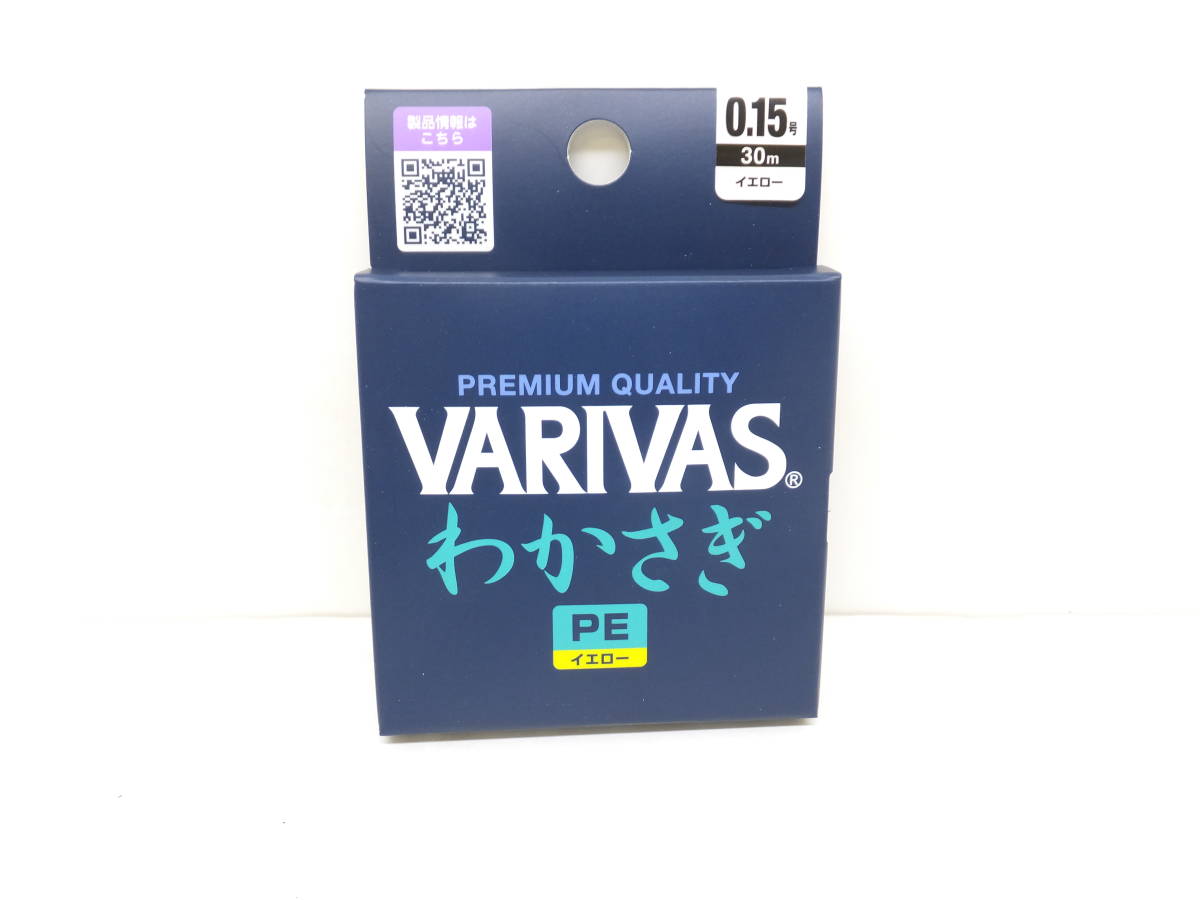 製品情報は
こちら
0.15号
30m
イエロー
PREMIUM QUALITY
VARIVAS®
わかさぎ
PE
イエロー